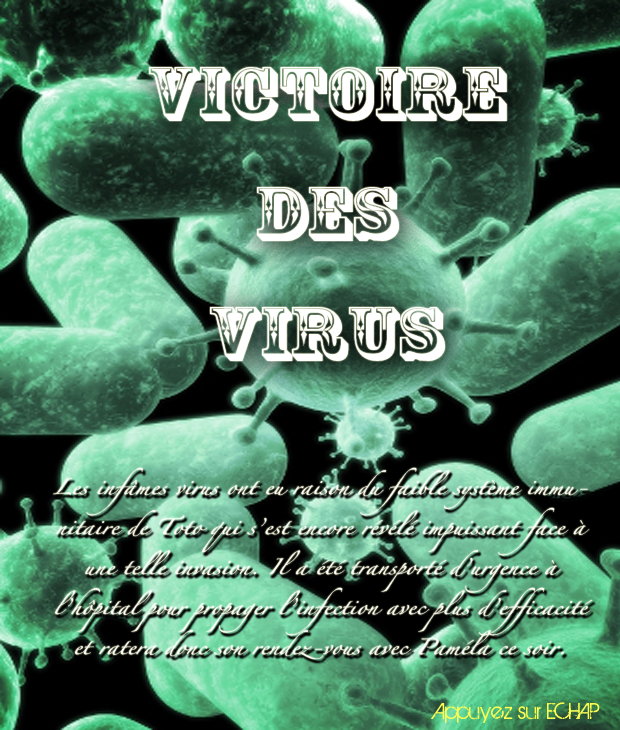 VICTOIRE
DES
VIRUS
Les infâmes virus ont eu raison du faible système immu-
nitaire de Toto qui s'est encore révélé impuissant face à
une telle invasion. Il a été transporté d'urgence à
l'hôpital pour propager l'infection avec plus d'efficacité
et ratera donc son rendez-vous avec Paméla ce soir.
Appuyez sur ECHAP